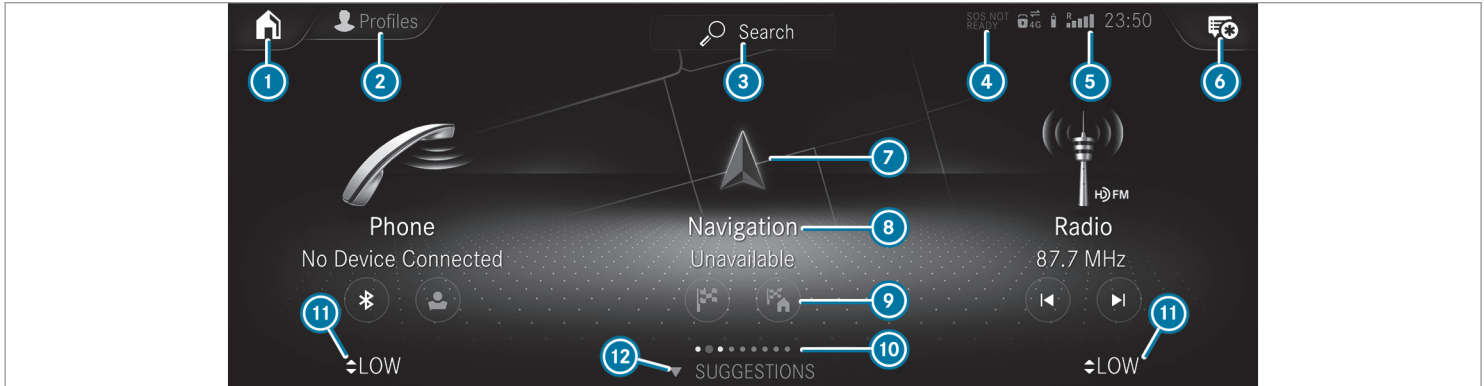 Profiles
Search
SOS NOT
READY
4G
R
23:50
1
2
3
4
5
6
7
HD FM
Phone
Navigation
8
Radio
No Device Connected
Unavailable
87.7 MHz
9
11
11
10
12
LOW
SUGGESTIONS
LOW